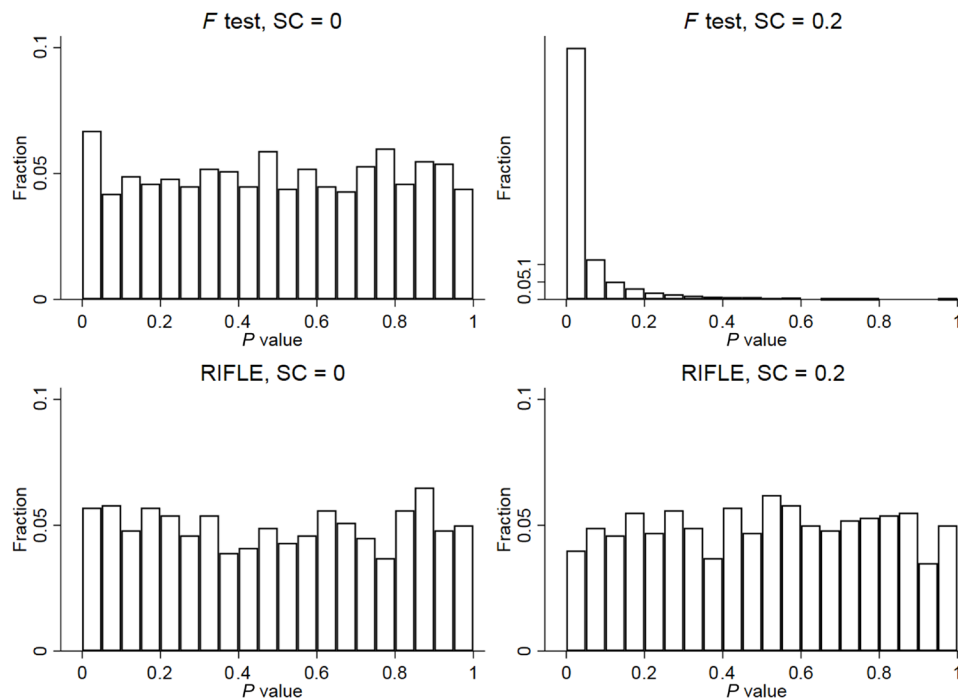 F test, SC = 0
0.1
0.05
0
Fraction
0 0.2 0.4 0.6 0.8 1
P value
F test, SC = 0.2
0.05.1
0
Fraction
0 0.2 0.4 0.6 0.8 1
P value
RIFLE, SC = 0
0.1
0.05
0
Fraction
0 0.2 0.4 0.6 0.8 1
P value
RIFLE, SC = 0.2
0.1
0.05
0
Fraction
0 0.2 0.4 0.6 0.8 1
P value